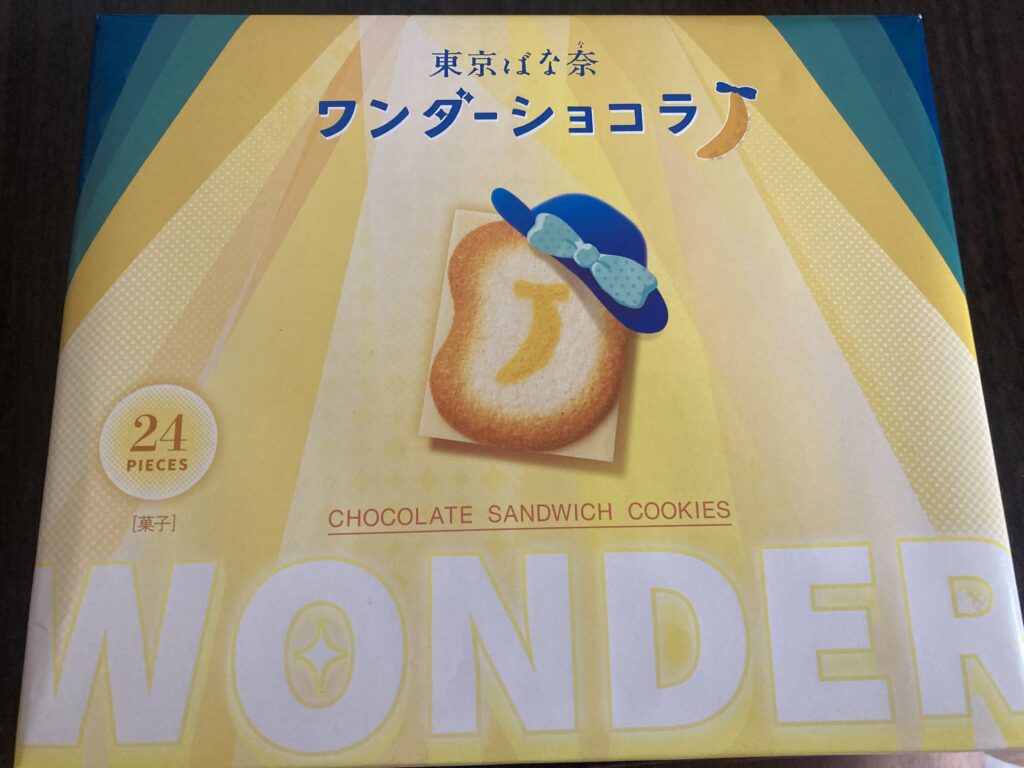 東京ばな奈
な
ワンダーショコラ
24
PIECES
[菓子]
CHOCOLATE SANDWICH COOKIES
WONDER